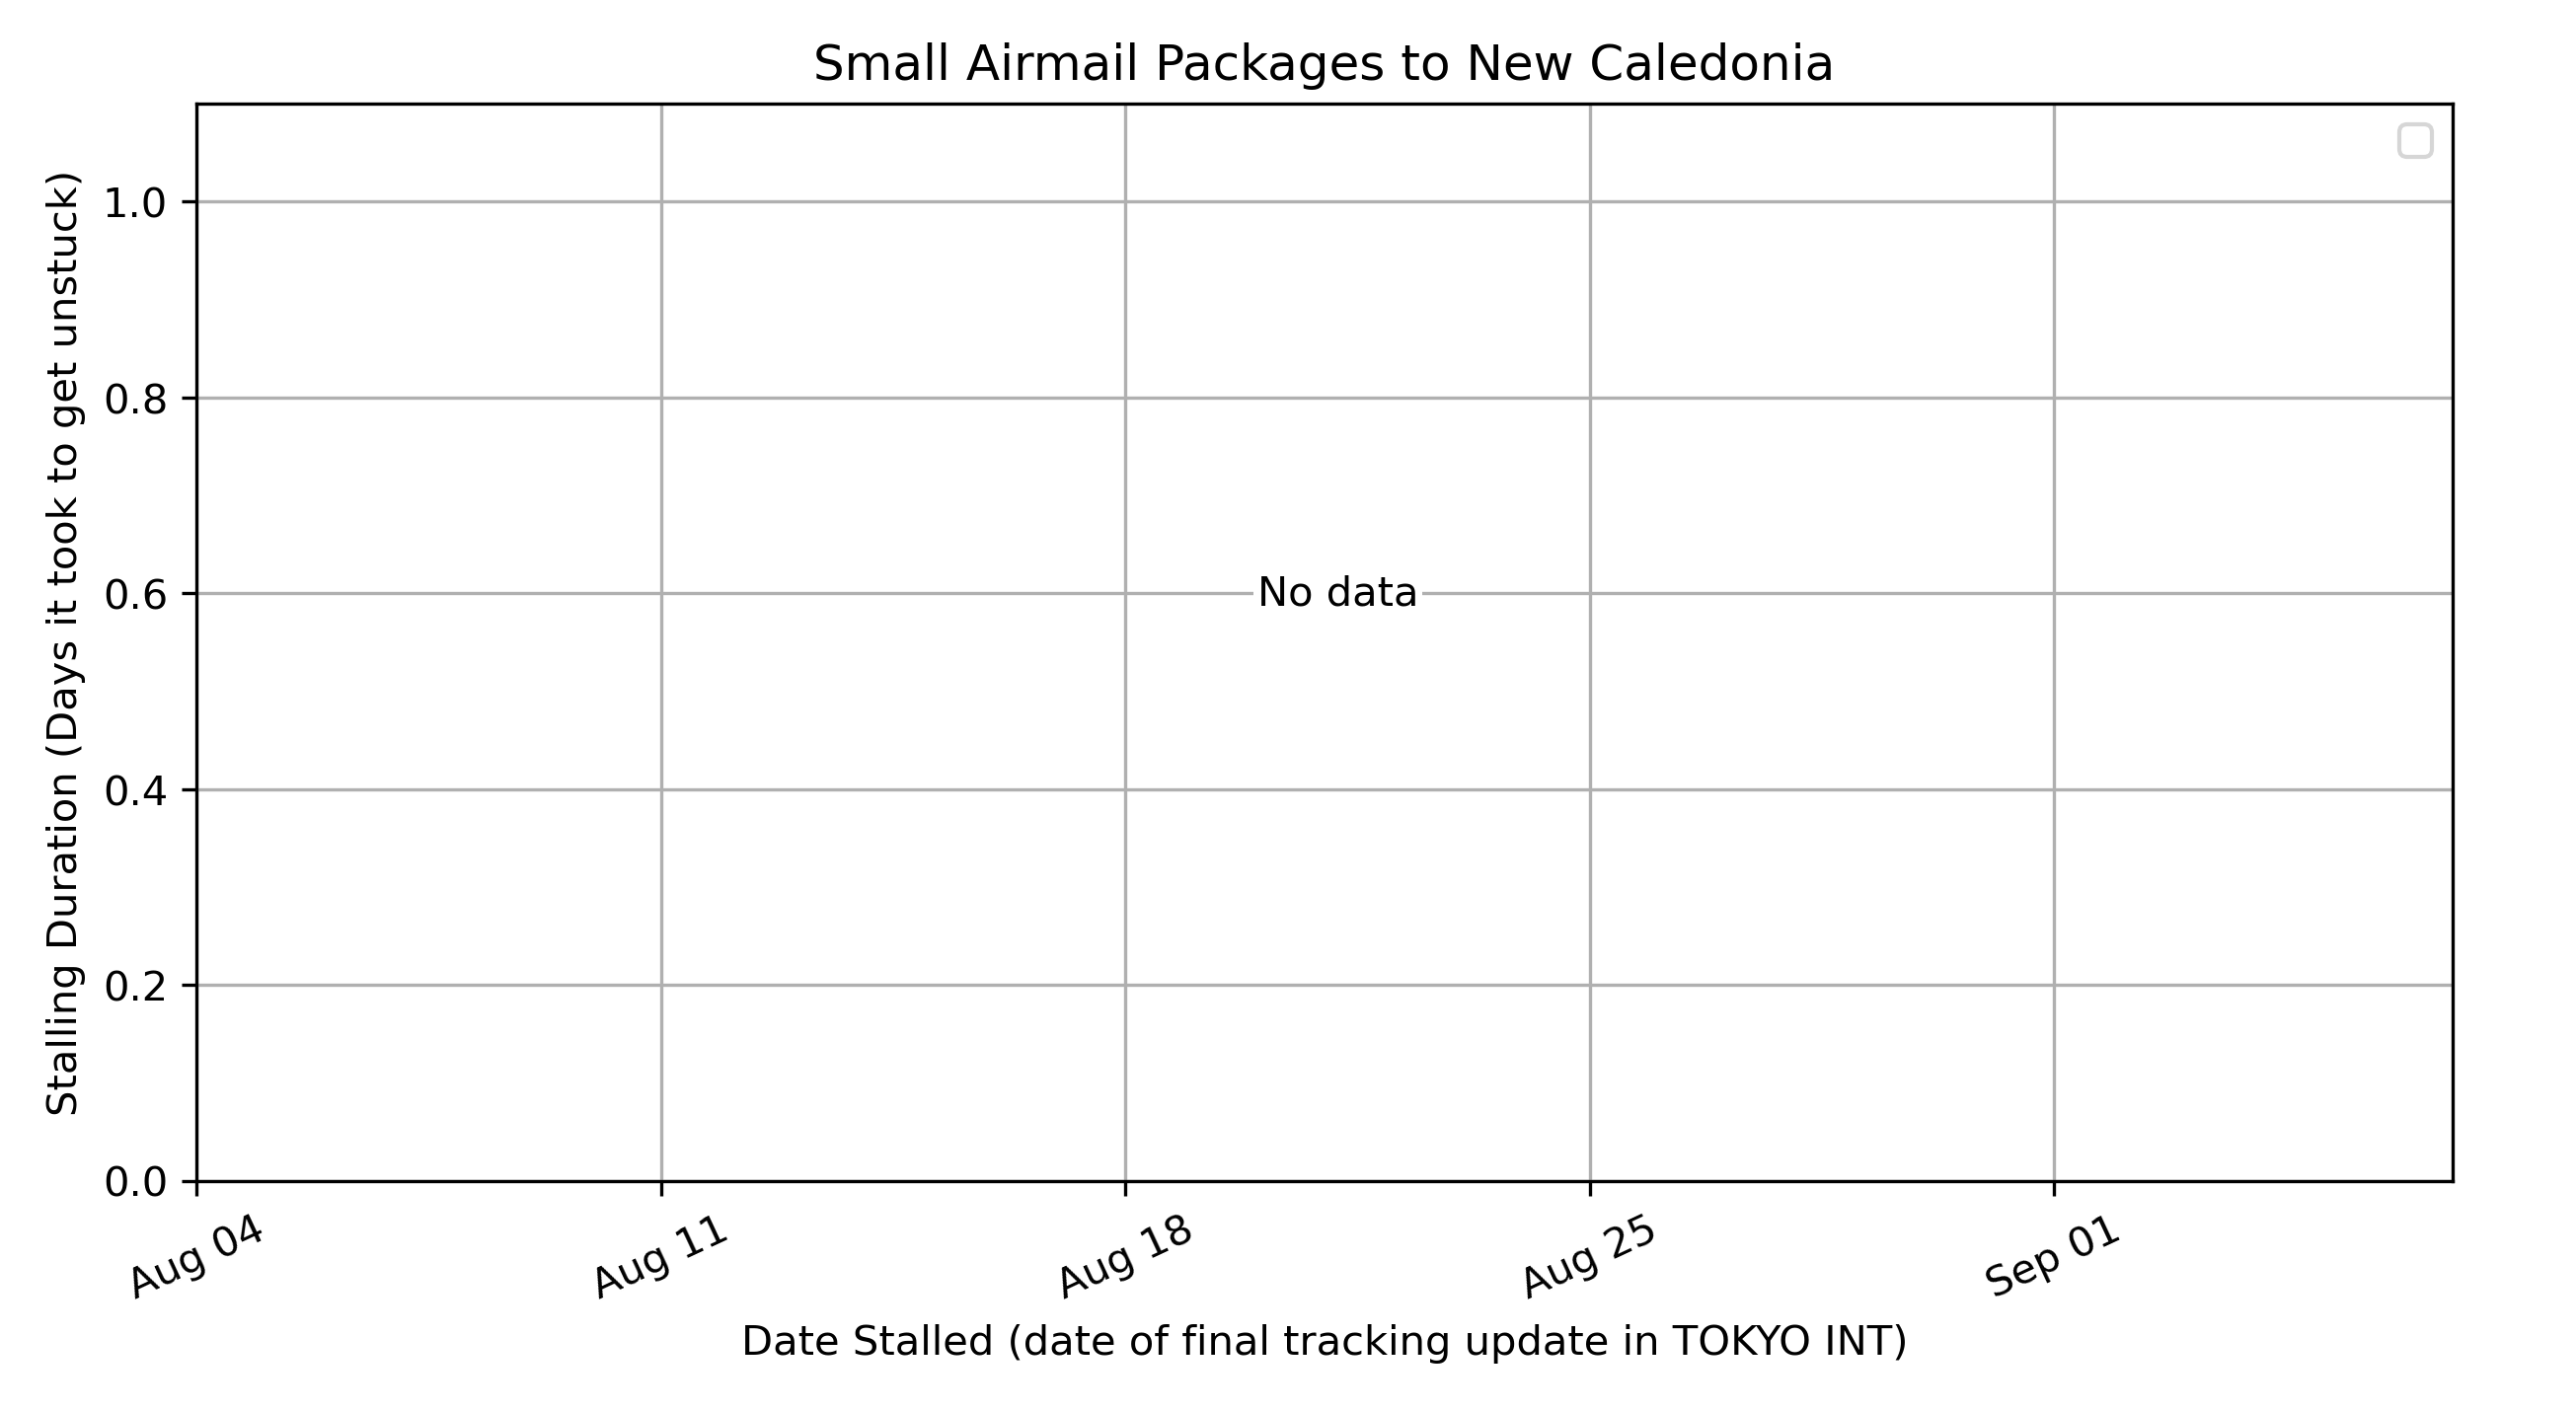 Small Airmail Packages to New Caledonia
Stalling Duration (Days it took to get unstuck)
1.0
0.8
0.6
0.4
0.2
0.0
No data
Aug 04
Aug 11
Aug 18
Aug 25
Sep 01
Date Stalled (date of final tracking update in TOKYO INT)